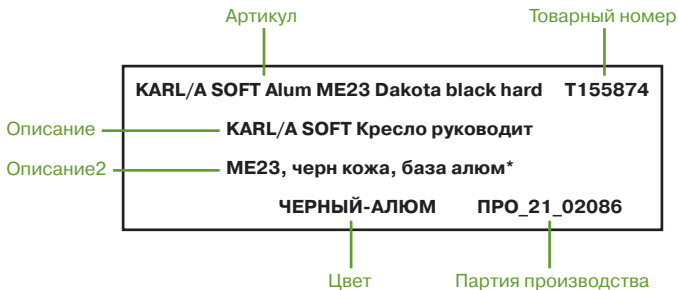 Артикул Товарный номер
KARL/A SOFT Alum ME23 Dakota black hard T155874
Описание KARL/A SOFT Кресло руководит
Описание2 ME23, черн кожа, база алюм*
ЧЕРНЫЙ-АЛЮМ ПРО_21_02086
Цвет Партия производства